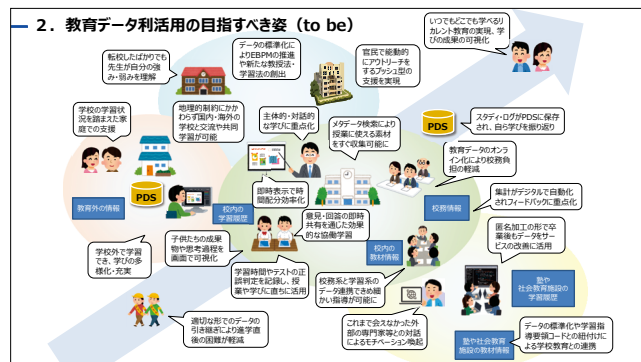 2．教育データ利活用の目指すべき姿（to be）
いつでもどこでも学べるリ
カレント教育の実現、学
びの成果の可視化
データの標準化によ
りEBPMの推進
や新たな教授法・
学習法の創出
官民で能動的に
アウトリーチを
するプッシュ型の
支援を実現
転校したばかりでも
先生が自分の強
み・弱みを理解
学校の学習状
況を踏まえた家
庭での支援
地理的制約にかか
わらず国内・海外の
学校と交流や共同
学習が可能
主体的・対話的
な学びに重点化
メタデータ検索により
授業に使える素材
をすぐ収集可能に
PDS
スタディ・ログがPDSに保存
され、自ら学びを振り返り
教育データのオンラ
イン化により校務負
担の軽減
PDS
即時表示で時
間配分効率化
集計がデジタルで自動化
されフィードバックに重点化
教育外の情報
校内の
学習履歴
校務情報
意見・回答の即時
共有を通じた効果
的な協働学習
匿名加工の形で卒
業後もデータをサー
ビスの改善に活用
学校外で学習
でき、学びの多
様化・充実
子供たちの成果
物や思考過程を
画面で可視化
校内の
教材情報
学習時間やテストの正
誤判定を記録し、授
業や学びに直ちに活用
校務系と学習系の
データ連携できめ細
かい指導が可能に
塾や
社会教育施設の
学習履歴
適切な形でのデータの
引き継ぎにより進学直
後の困難が軽減
これまで会えなかった外
部の専門家等との対話
によるモチベーション喚起
塾や社会教育
施設の教材情報
データの標準化や学習指
導要領コードとの紐付けに
よる学校教育との連携